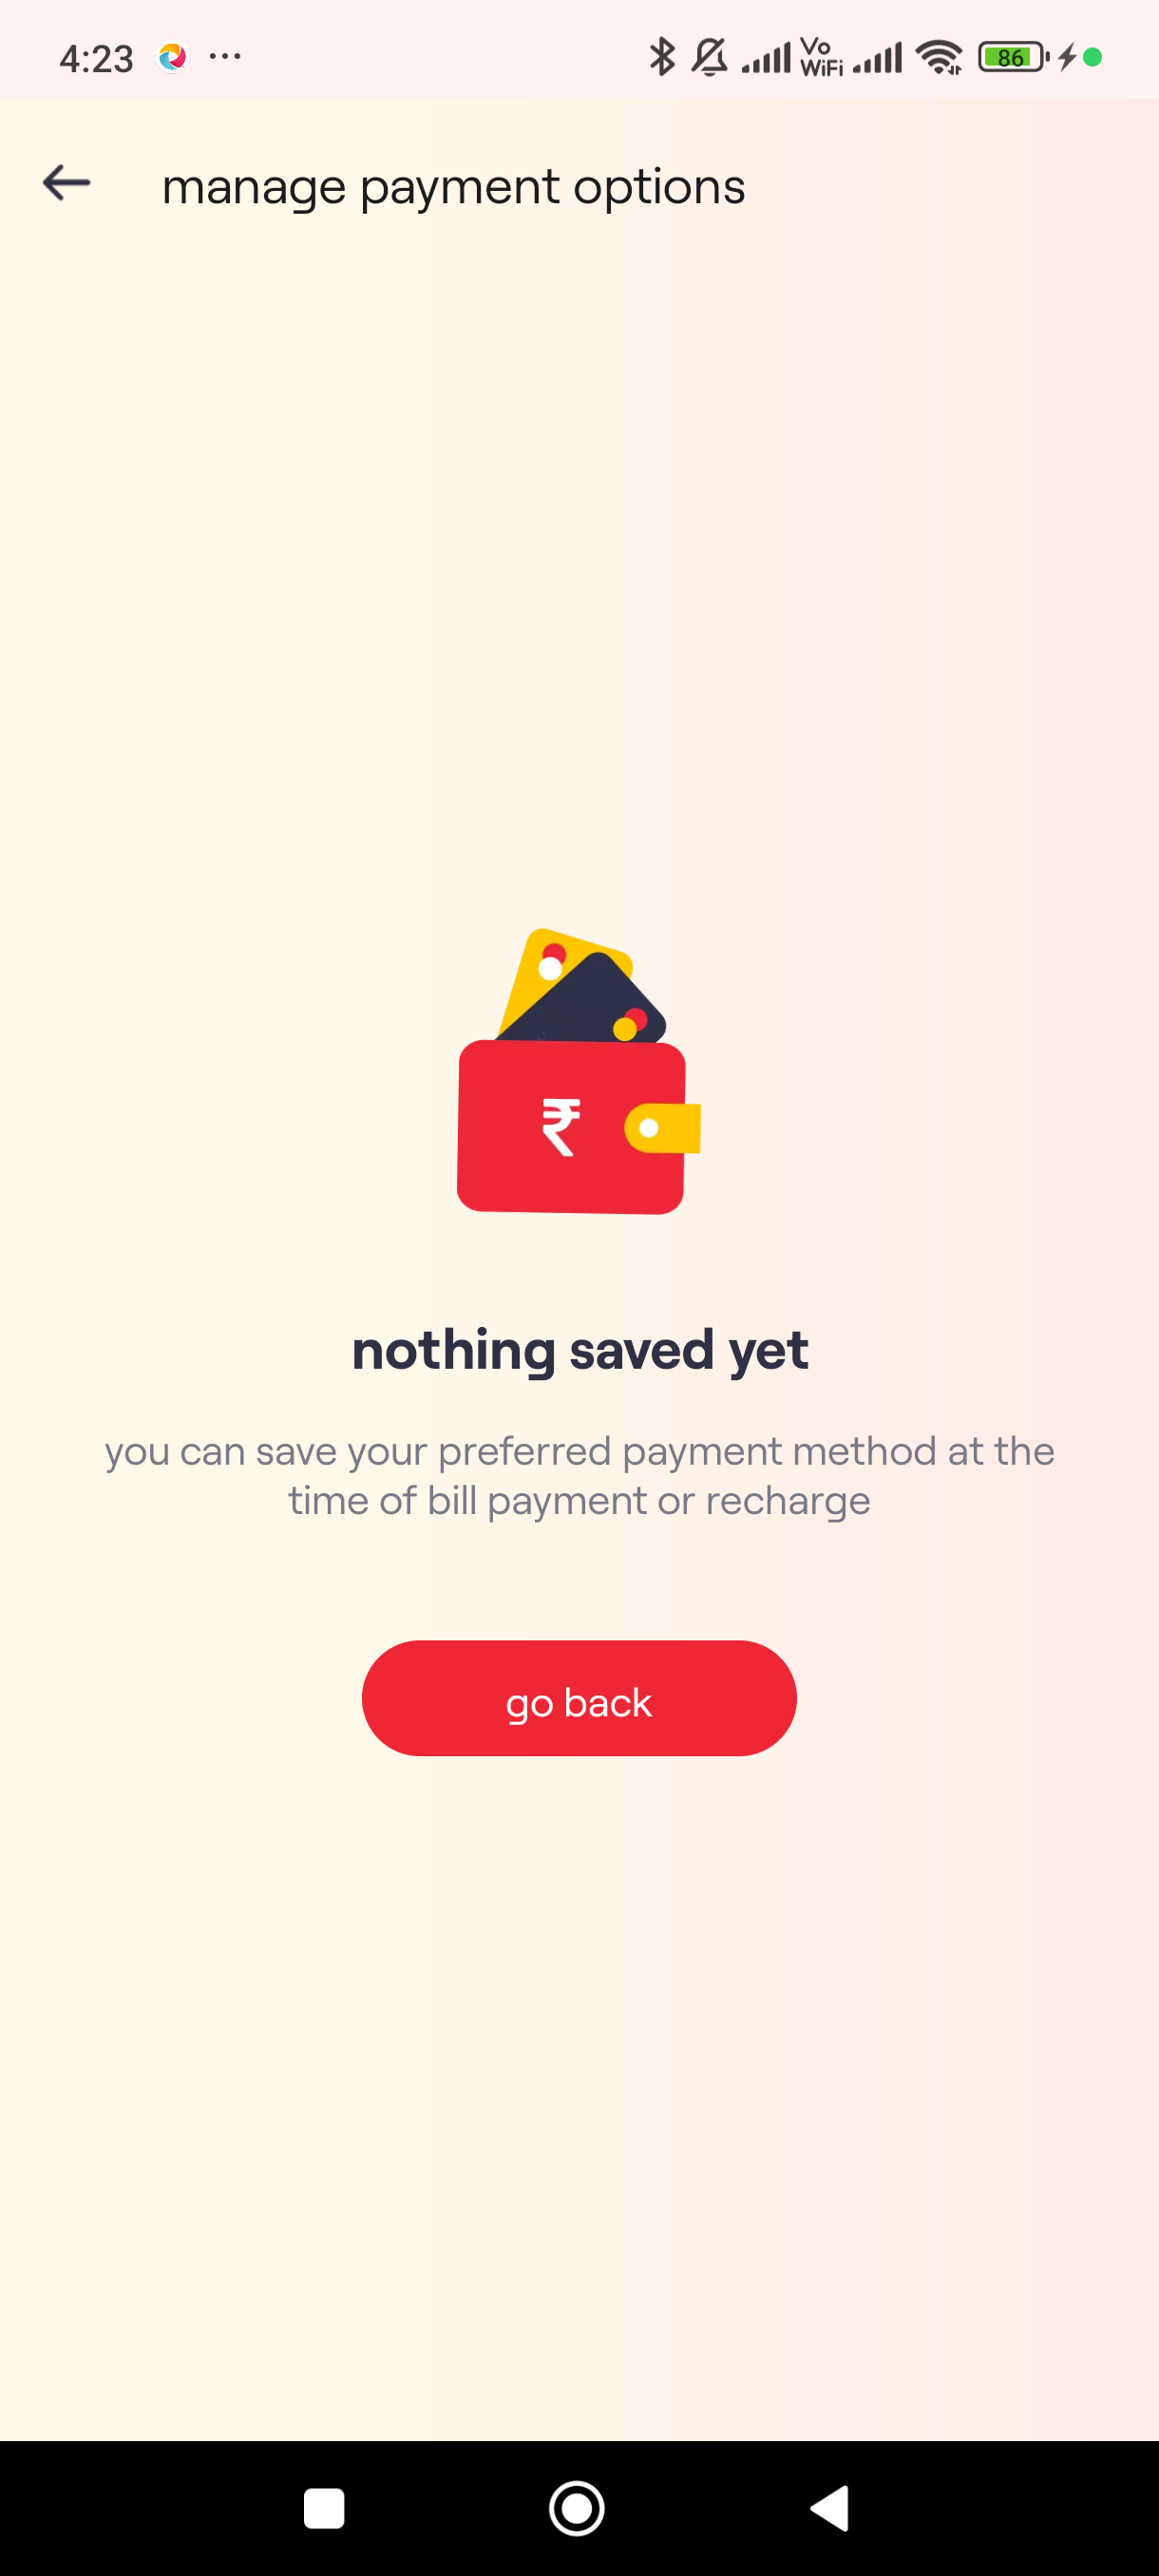 4:23
Vo
WiFi
86
manage payment options
₹
nothing saved yet
you can save your preferred payment method at the
time of bill payment or recharge
go back